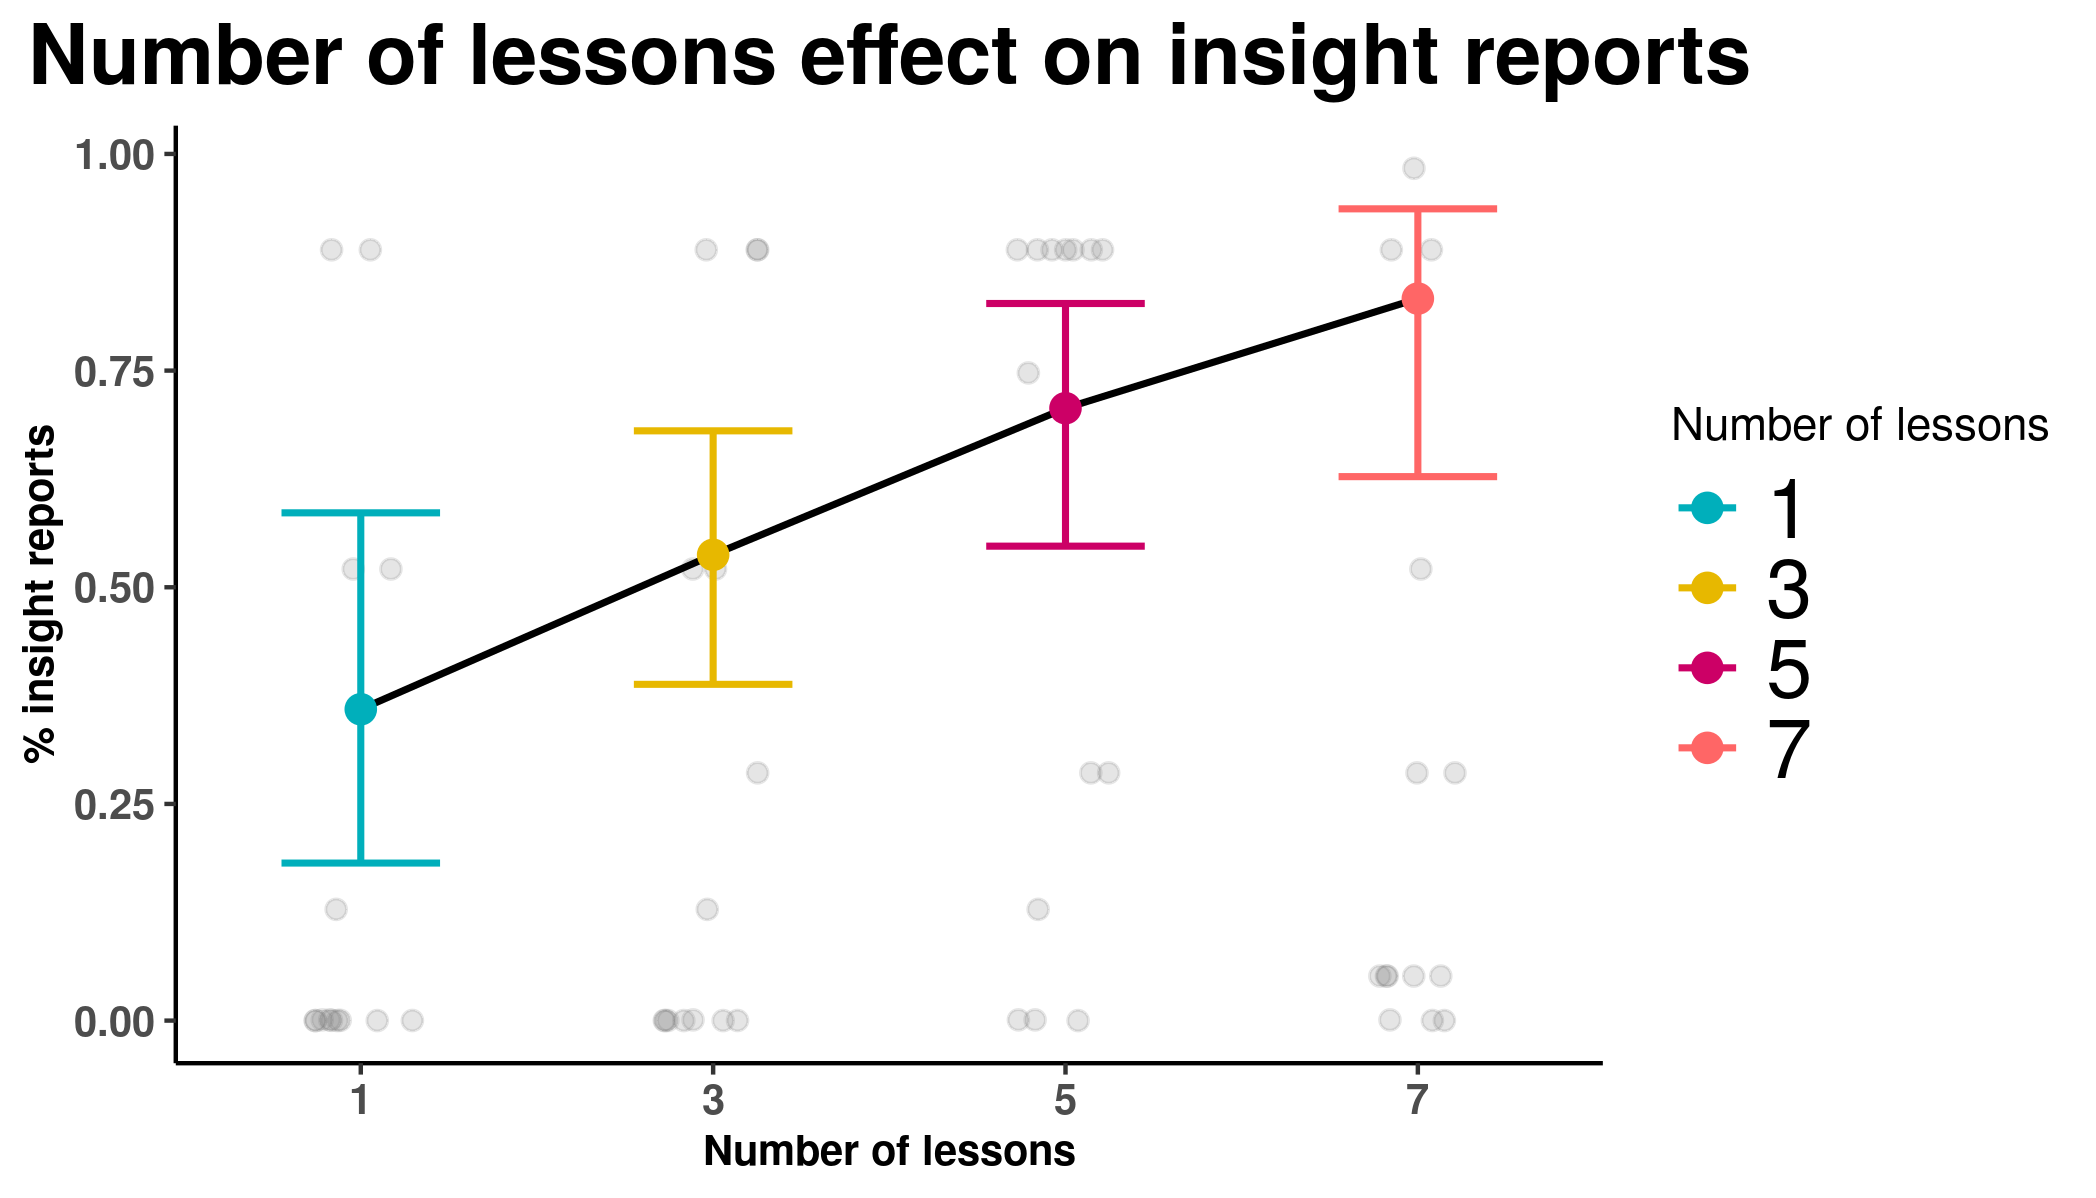 Number of lessons effect on insight reports
1.00
0.75
0.50
0.25
0.00
% insight reports
1 3 5 7
Number of lessons
Number of lessons
1
3
5
7